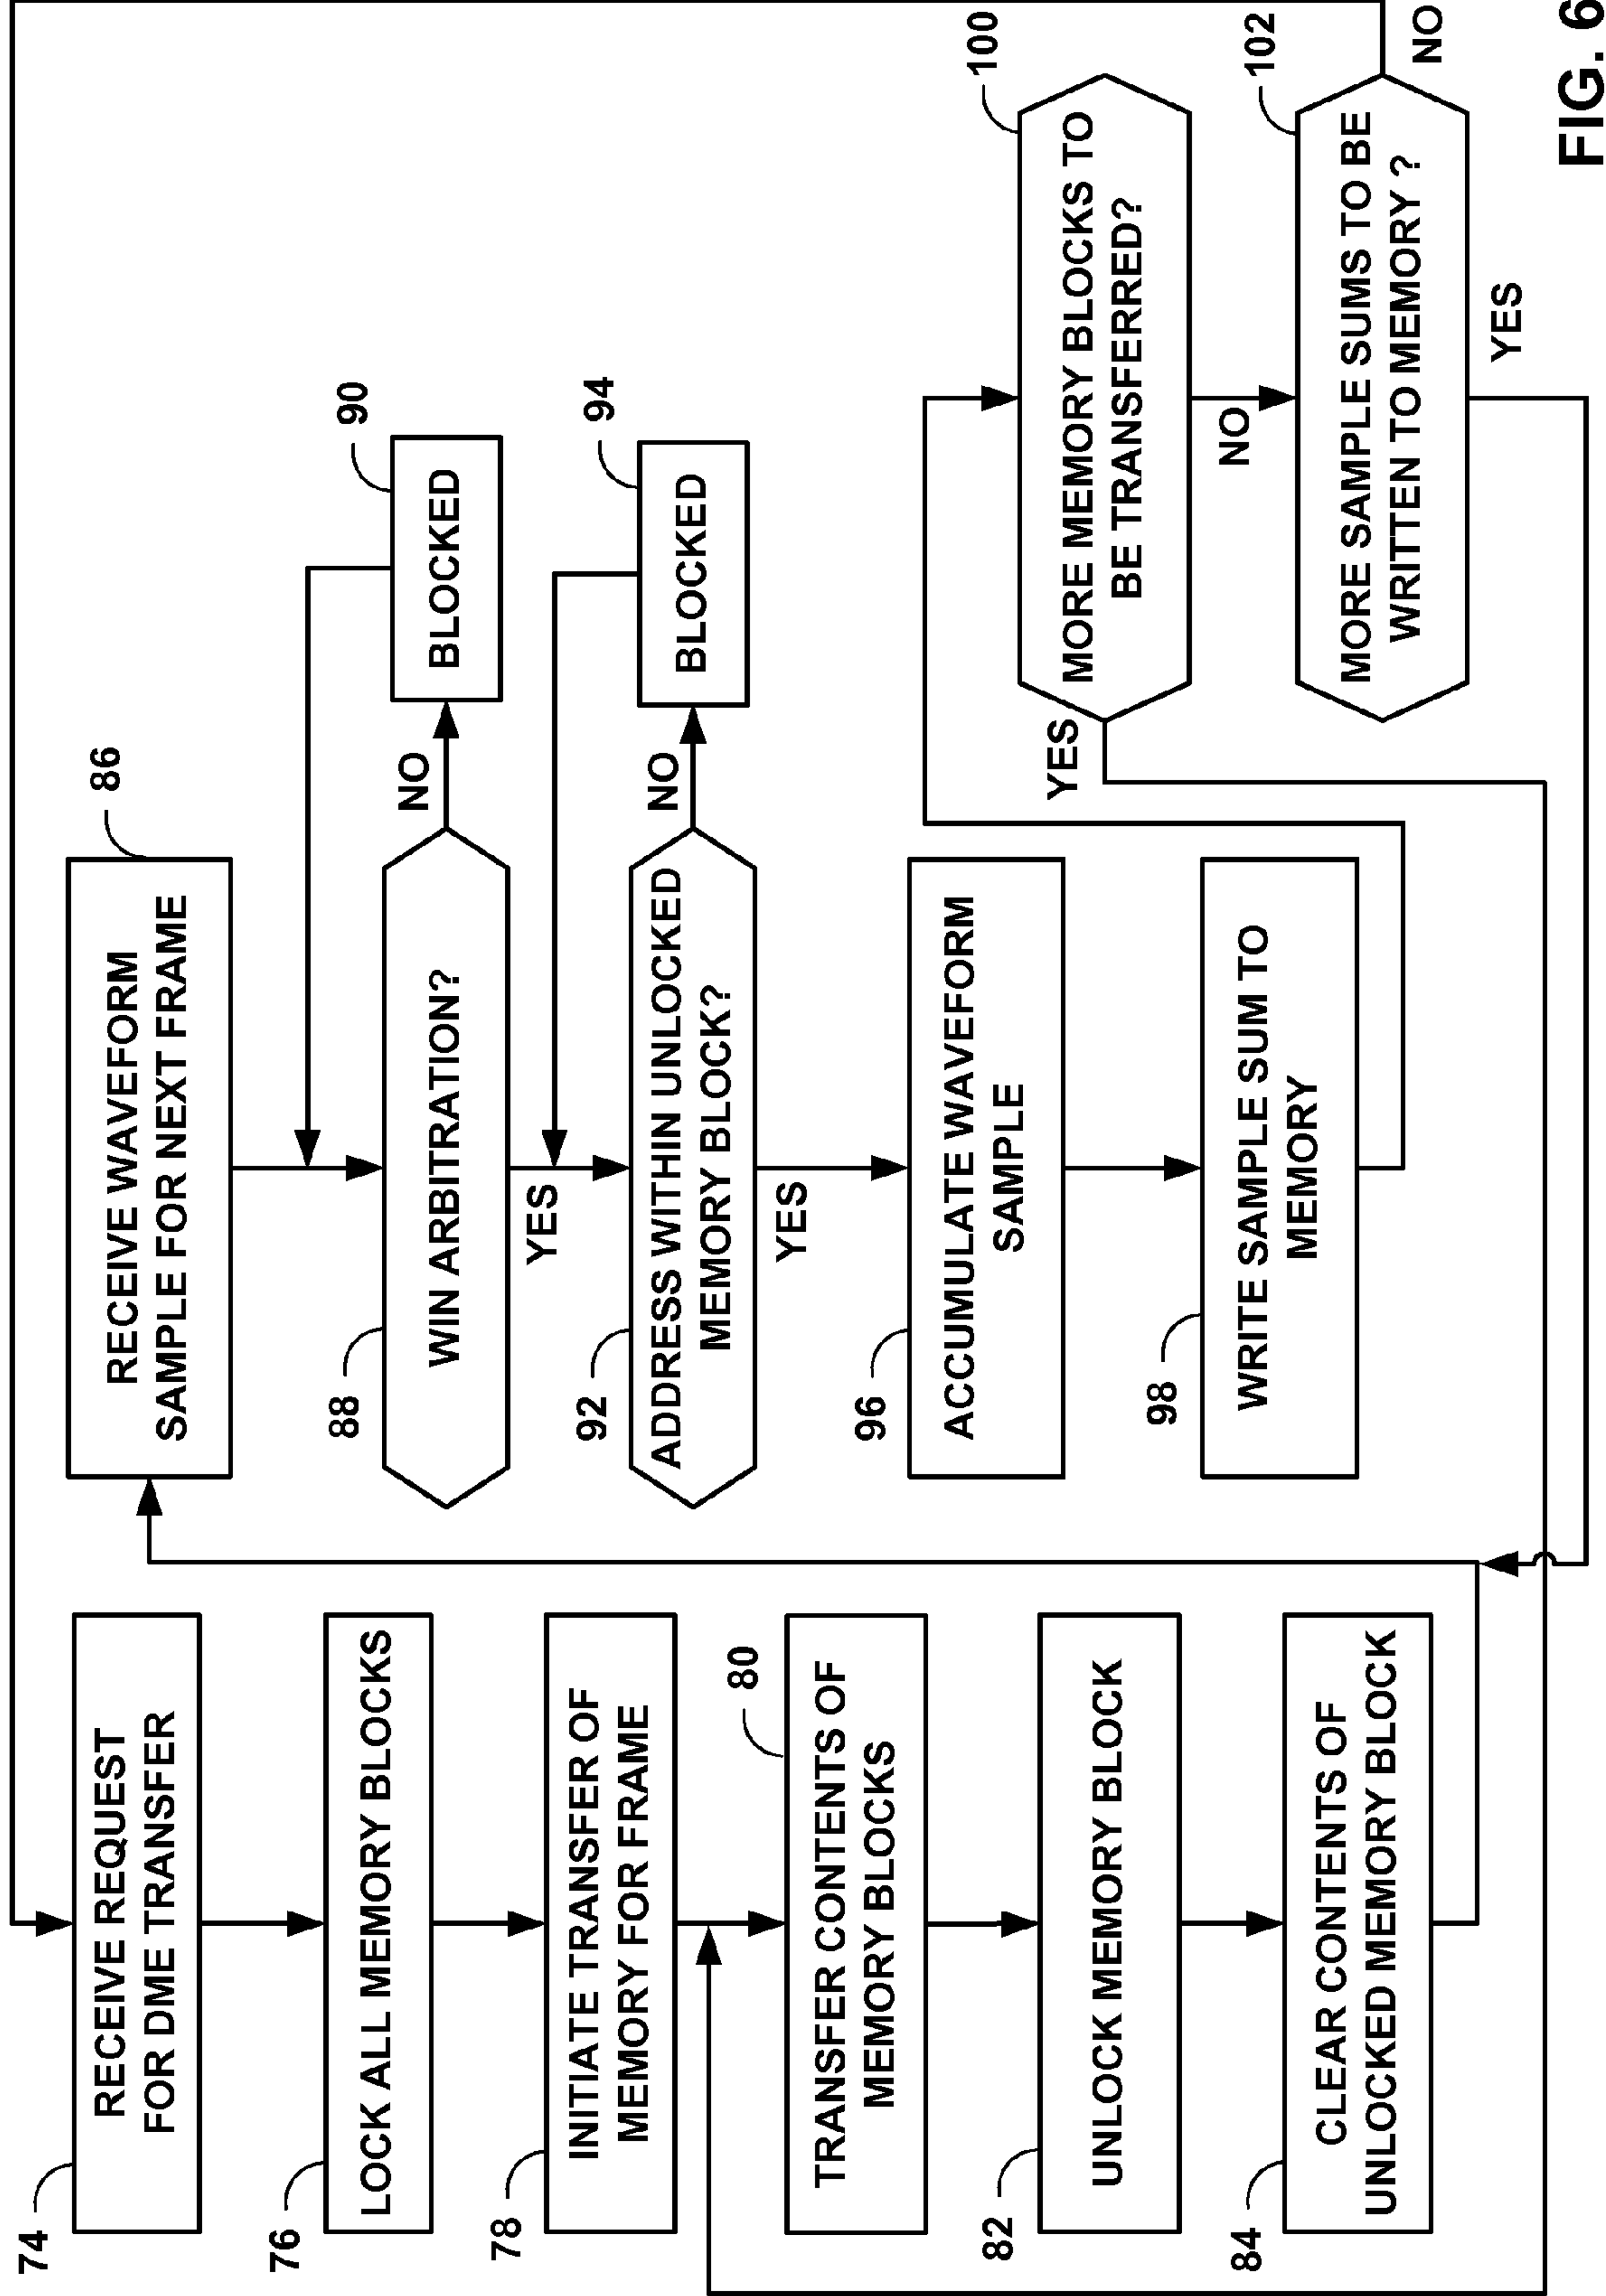 74
RECEIVE REQUEST
FOR DME TRANSFER
76
LOCK ALL MEMORY BLOCKS
78
INITIATE TRANSFER OF
MEMORY FOR FRAME
80
TRANSFER CONTENTS OF
MEMORY BLOCKS
82
UNLOCK MEMORY BLOCK
84
CLEAR CONTENTS OF
UNLOCKED MEMORY BLOCK
86
RECEIVE WAVEFORM
SAMPLE FOR NEXT FRAME
88
WIN ARBITRATION?
NO
90
BLOCKED
YES
92
ADDRESS WITHIN UNLOCKED
MEMORY BLOCK?
NO
94
BLOCKED
YES
96
ACCUMULATE WAVEFORM
SAMPLE
98
WRITE SAMPLE SUM TO
MEMORY
100
MORE MEMORY BLOCKS TO
BE TRANSFERRED?
YES
NO
102
MORE SAMPLE SUMS TO BE
WRITTEN TO MEMORY ?
NO
YES
FIG. 6